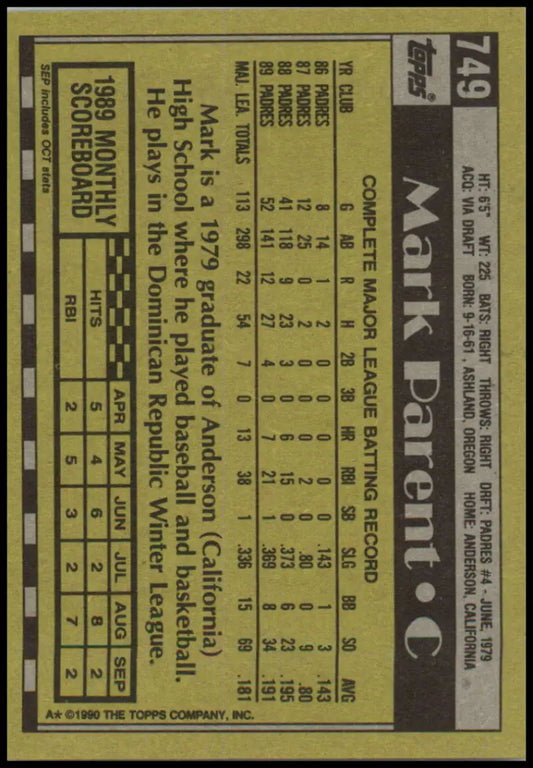 749
HT: 6'5" WT: 225 BATS: RIGHT THROWS: RIGHT DRFT: PADRES #4 - JUNE, 1979
ACQ: VIA DRAFT BORN: 9-16-61, ASHLAND, OREGON HOME: ANDERSON, CALIFORNIA
TOPPS®
Mark Parent • C
COMPLETE MAJOR LEAGUE BATTING RECORD
YR CLUB G AB R H 2B 3B HR RBI SB SLG BB SO AVG
86 PADRES 8 14 1 2 0 0 0 0 0 .143 1 3 .143
87 PADRES 12 25 0 2 0 0 0 2 0 .80 0 9 .80
88 PADRES 41 118 9 23 3 0 6 15 0 .373 6 23 .195
89 PADRES 52 141 12 27 4 0 7 21 1 .369 8 34 .191
MAJ. LEA. TOTALS 113 298 22 54 7 0 13 38 1 .336 15 69 .181
Mark is a 1979 graduate of Anderson (California)
High School where he played baseball and basketball.
He plays in the Dominican Republic Winter League.
1989 MONTHLY
SCOREBOARD
APR MAY JUN JUL AUG SEP
HITS 5 4 6 2 8 2
RBI 2 5 3 2 7 2
SEP includes OCT stats
A* ©1990 THE TOPPS COMPANY, INC.